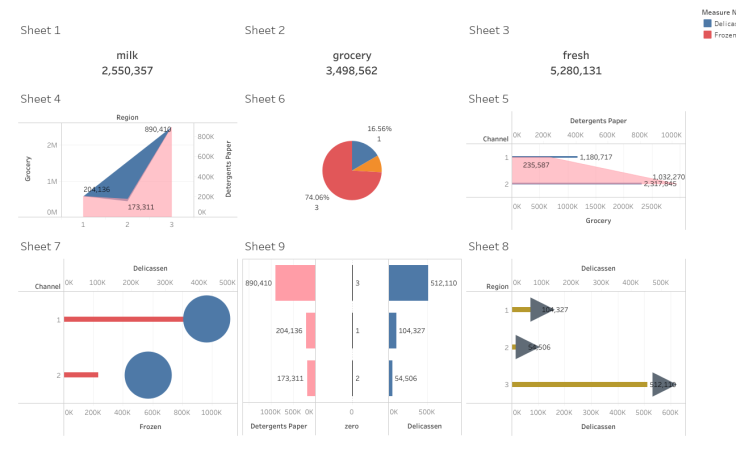 Measure N
Delicas
Frozen
Sheet 1
milk
2,550,357
Sheet 2
grocery
3,498,562
Sheet 3
fresh
5,280,131
Sheet 4
Region
890,410
2M
1M
0M
Grocery
204,136
173,311
800K
600K
400K
200K
0K
Detergents Paper
1 2 3
Sheet 6
16.56%
1
74.06%
3
Sheet 5
Detergents Paper
Channel
0K 200K 400K 600K 800K 1000K
1
1,180,717
235,587
1,032,270
2
2,317,845
0K 500K 1000K 1500K 2000K 2500K
Grocery
Sheet 7
Delicassen
Channel
0K 100K 200K 300K 400K 500K
1
2
0K 200K 400K 600K 800K 1000K
Frozen
Sheet 9
890,410 3 512,110
204,136 1 104,327
173,311 2 54,506
1000K 500K 0K 0 0K 500K
Detergents Paper zero Delicassen
Sheet 8
Delicassen
Region
0K 100K 200K 300K 400K 500K
1 104,327
2 54,506
3 512,110
0K 100K 200K 300K 400K 500K 600K
Delicassen